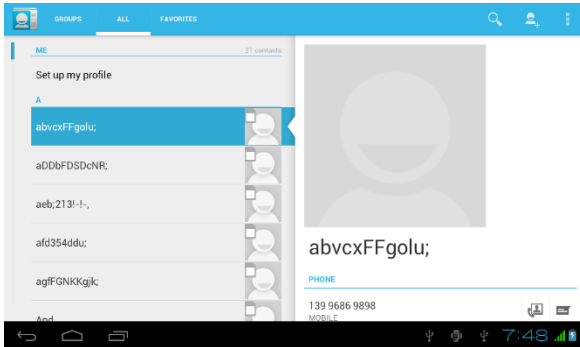 GROUPS ALL FAVORITES
ME 21 contacts
Set up my profile
A
abvcxFFgolu;
aDDbFDSDcNR;
aeb;213!-!-,
afd354ddu;
agfFGNKKgjk;
And
abvcxFFgolu;
PHONE
139 9686 9898
MOBILE
7:48